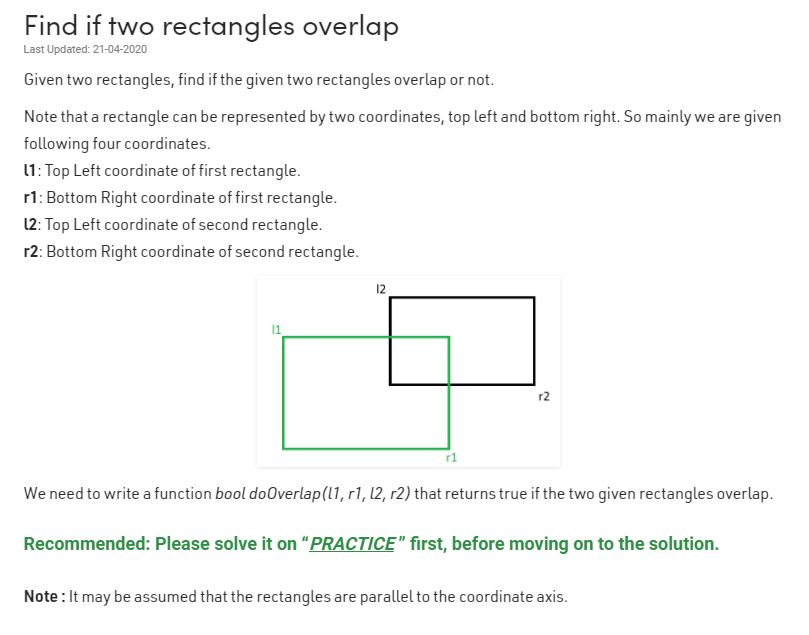 Find if two rectangles overlap
Last Updated: 21-04-2020
Given two rectangles, find if the given two rectangles overlap or not.
Note that a rectangle can be represented by two coordinates, top left and bottom right. So mainly we are given
following four coordinates.
l1: Top Left coordinate of first rectangle.
r1: Bottom Right coordinate of first rectangle.
l2: Top Left coordinate of second rectangle.
r2: Bottom Right coordinate of second rectangle.
l2
l1
r2
r1
We need to write a function bool doOverlap(l1, r1, l2, r2) that returns true if the two given rectangles overlap.
Recommended: Please solve it on “PRACTICE” first, before moving on to the solution.
Note : It may be assumed that the rectangles are parallel to the coordinate axis.